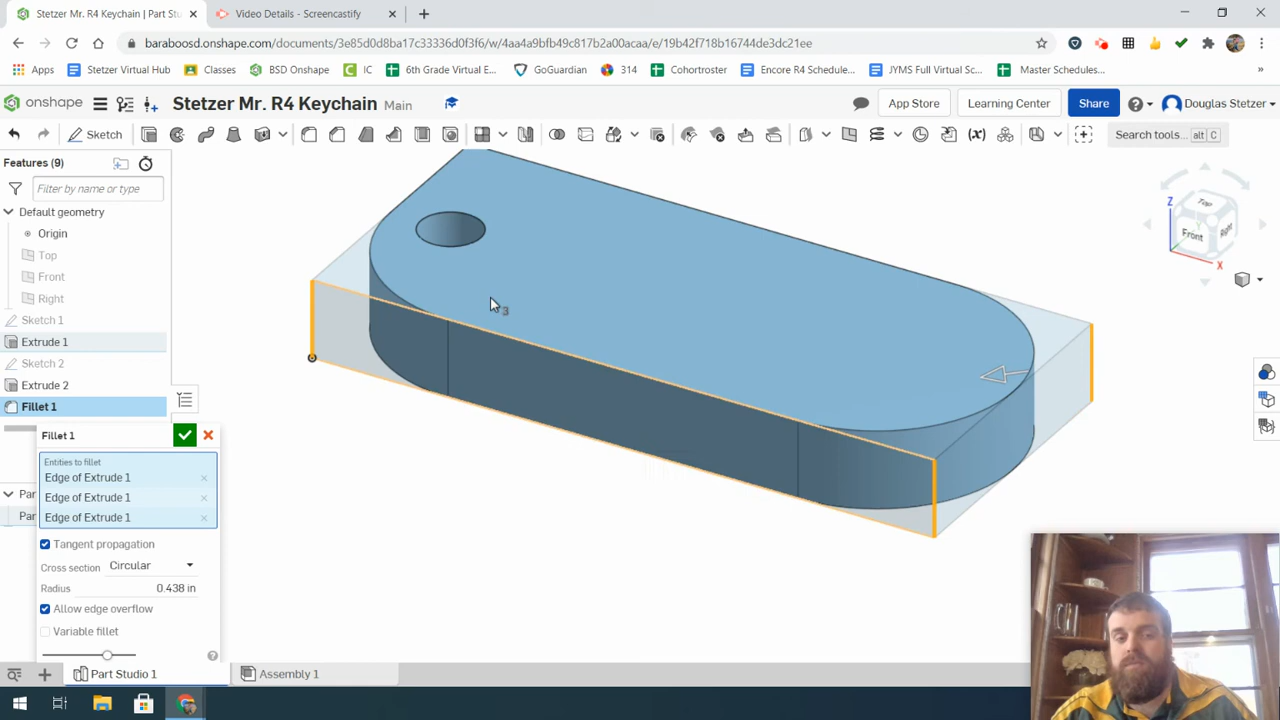 Stetzer Mr. R4 Keychain | Part S
Video Details - Screencastify
baraboosd.onshape.com/documents/3e85d0d8ba17c33336d0f3f6/w/4aa4a9bfb49c817b2a00acaa/e/19b42f718b16744de3dc21ee
Apps
Stetzer Virtual Hub
Classes
BSD Onshape
IC
6th Grade Virtual E...
GoGuardian
314
Cohortroster
Encore R4 Schedule...
JYMS Full Virtual Sc...
Master Schedules...
onshape
Stetzer Mr. R4 Keychain Main
App Store
Learning Center
Share
Douglas Stetzer
Sketch
Search tools...
alt C
Features (9)
Filter by name or type
Default geometry
Origin
Top
Front
Right
Sketch 1
Extrude 1
Sketch 2
Extrude 2
Fillet 1
Fillet 1
Entities to fillet
Edge of Extrude 1
Edge of Extrude 1
Edge of Extrude 1
Par
Par
Tangent propagation
Cross section Circular
Radius 0.438 in
Allow edge overflow
Variable fillet
3
Z
Top
Front
Right
X
Part Studio 1
Assembly 1